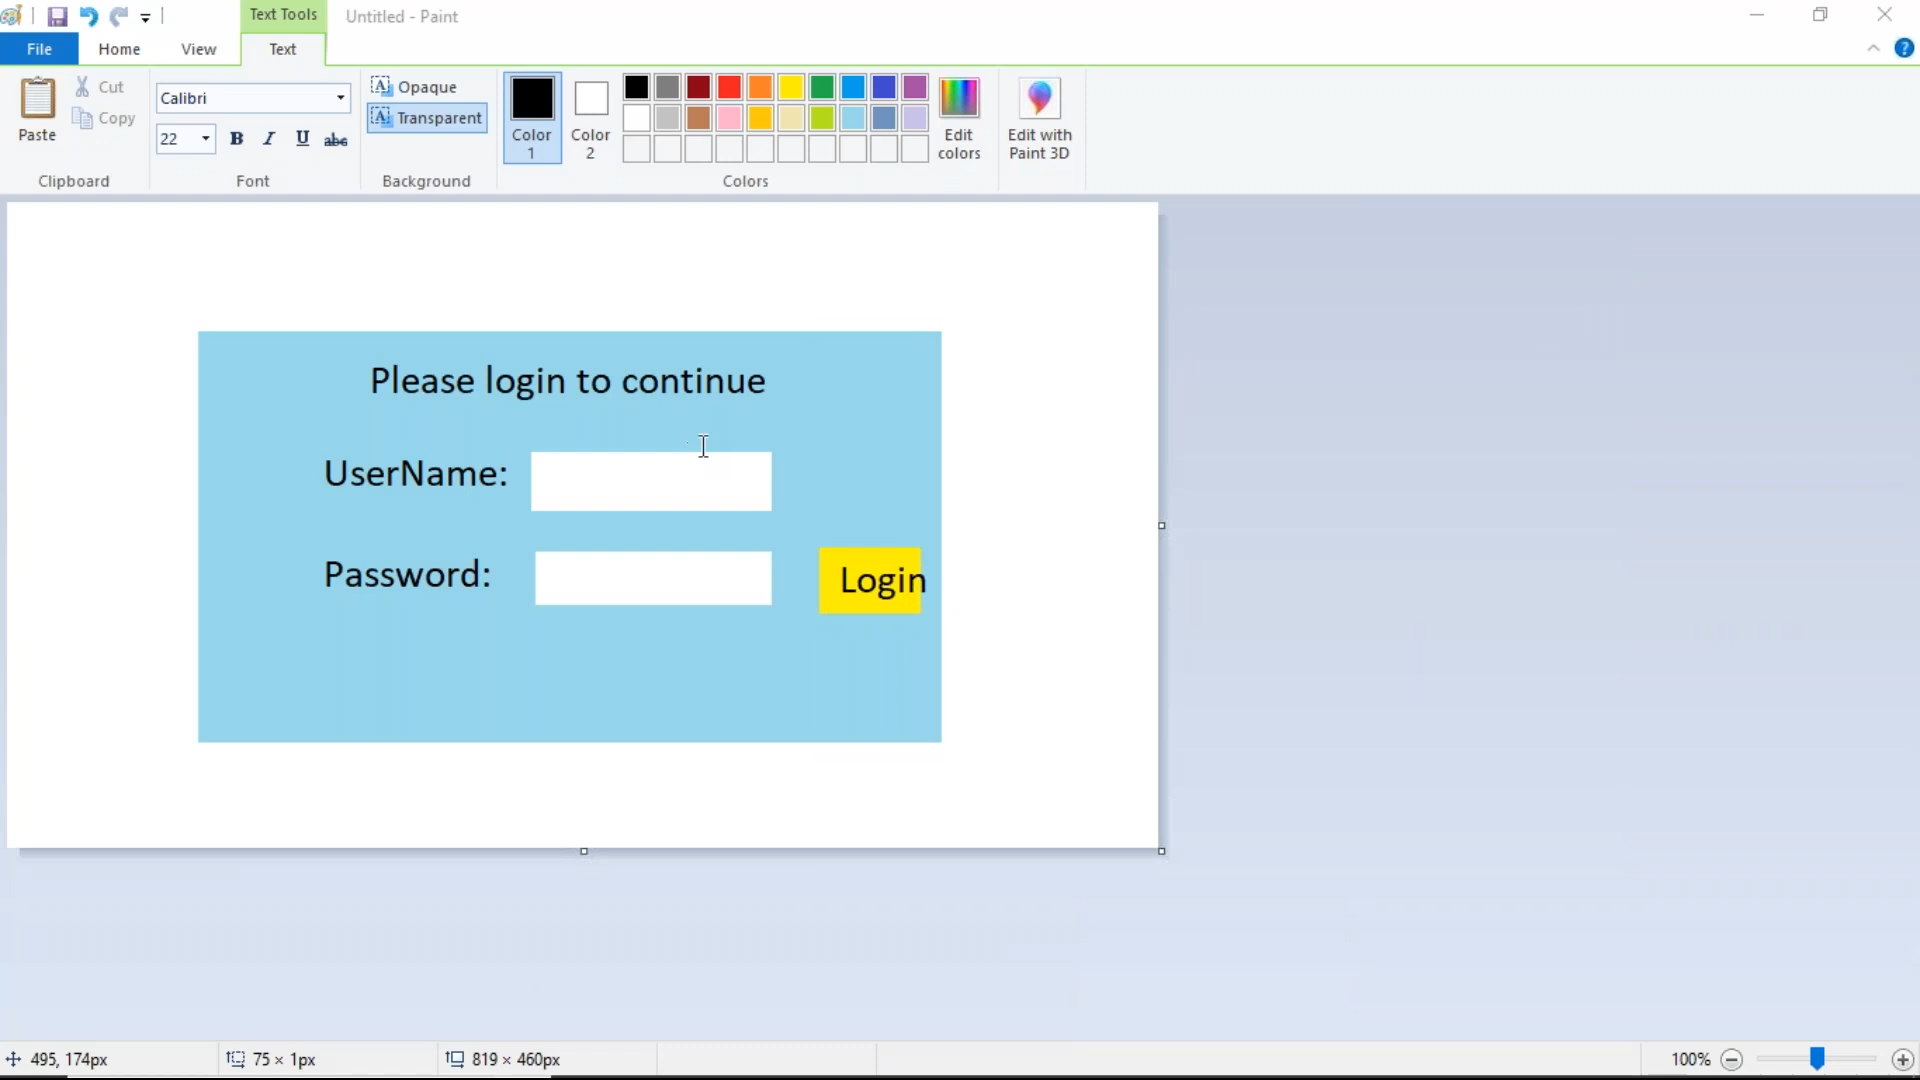 Text Tools
Untitled - Paint
File
Home
View
Text
Paste
Cut
Copy
Clipboard
Calibri
22
B I U abc
Font
Opaque
Transparent
Background
Color 1
Color 2
Colors
Edit colors
Edit with Paint 3D
Please login to continue
UserName:
Password:
Login
495, 174px
75 × 1px
819 × 460px
100%